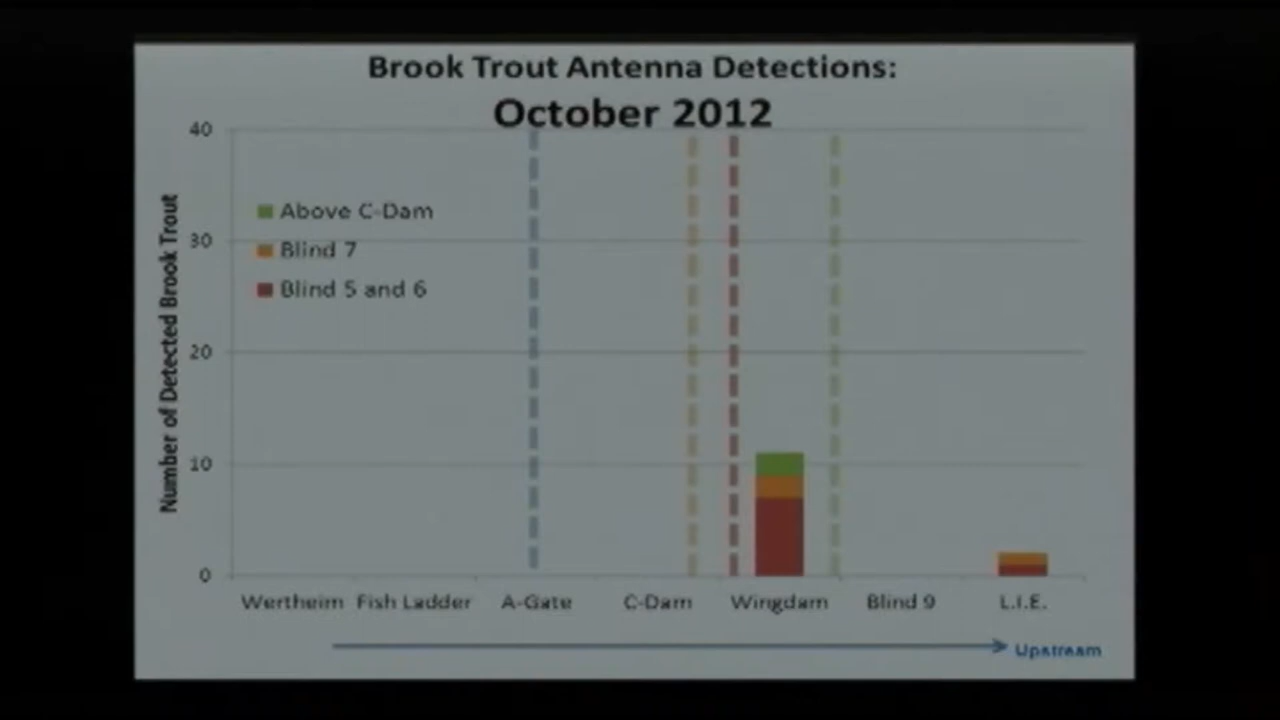 Brook Trout Antenna Detections:
October 2012
40
30
20
10
0
Number of Detected Brook Trout
Above C-Dam
Blind 7
Blind 5 and 6
Wertheim Fish Ladder A-Gate C-Dam Wingdam Blind 9 L.I.E.
Upstream